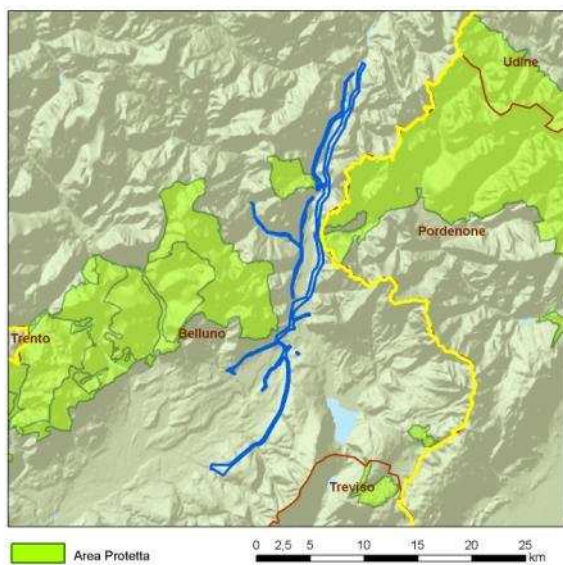 Udine
Pordenone
Trento
Belluno
Treviso
Area Protetta
0 2,5 5 10 15 20 25
km